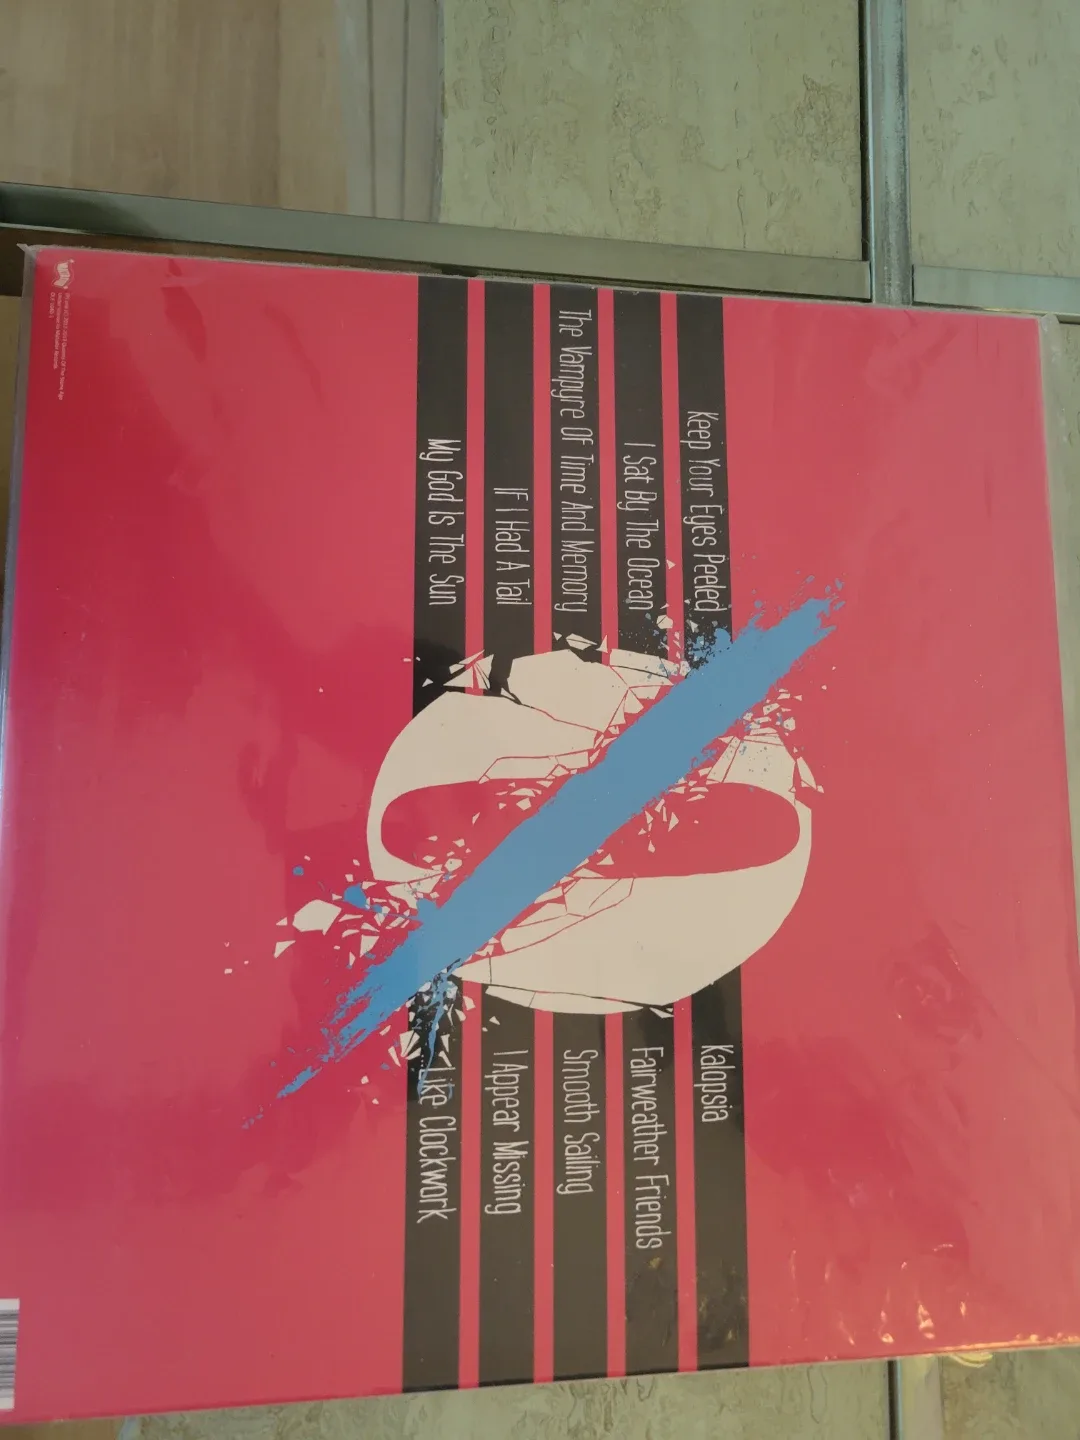 Keep Your Eyes Peeled
I Sat By The Ocean
The Vampyre Of Time And Memory
If I Had A Tail
My God Is The Sun
Kalopsia
Fairweather Friends
Smooth Sailing
I Appear Missing
...Like Clockwork